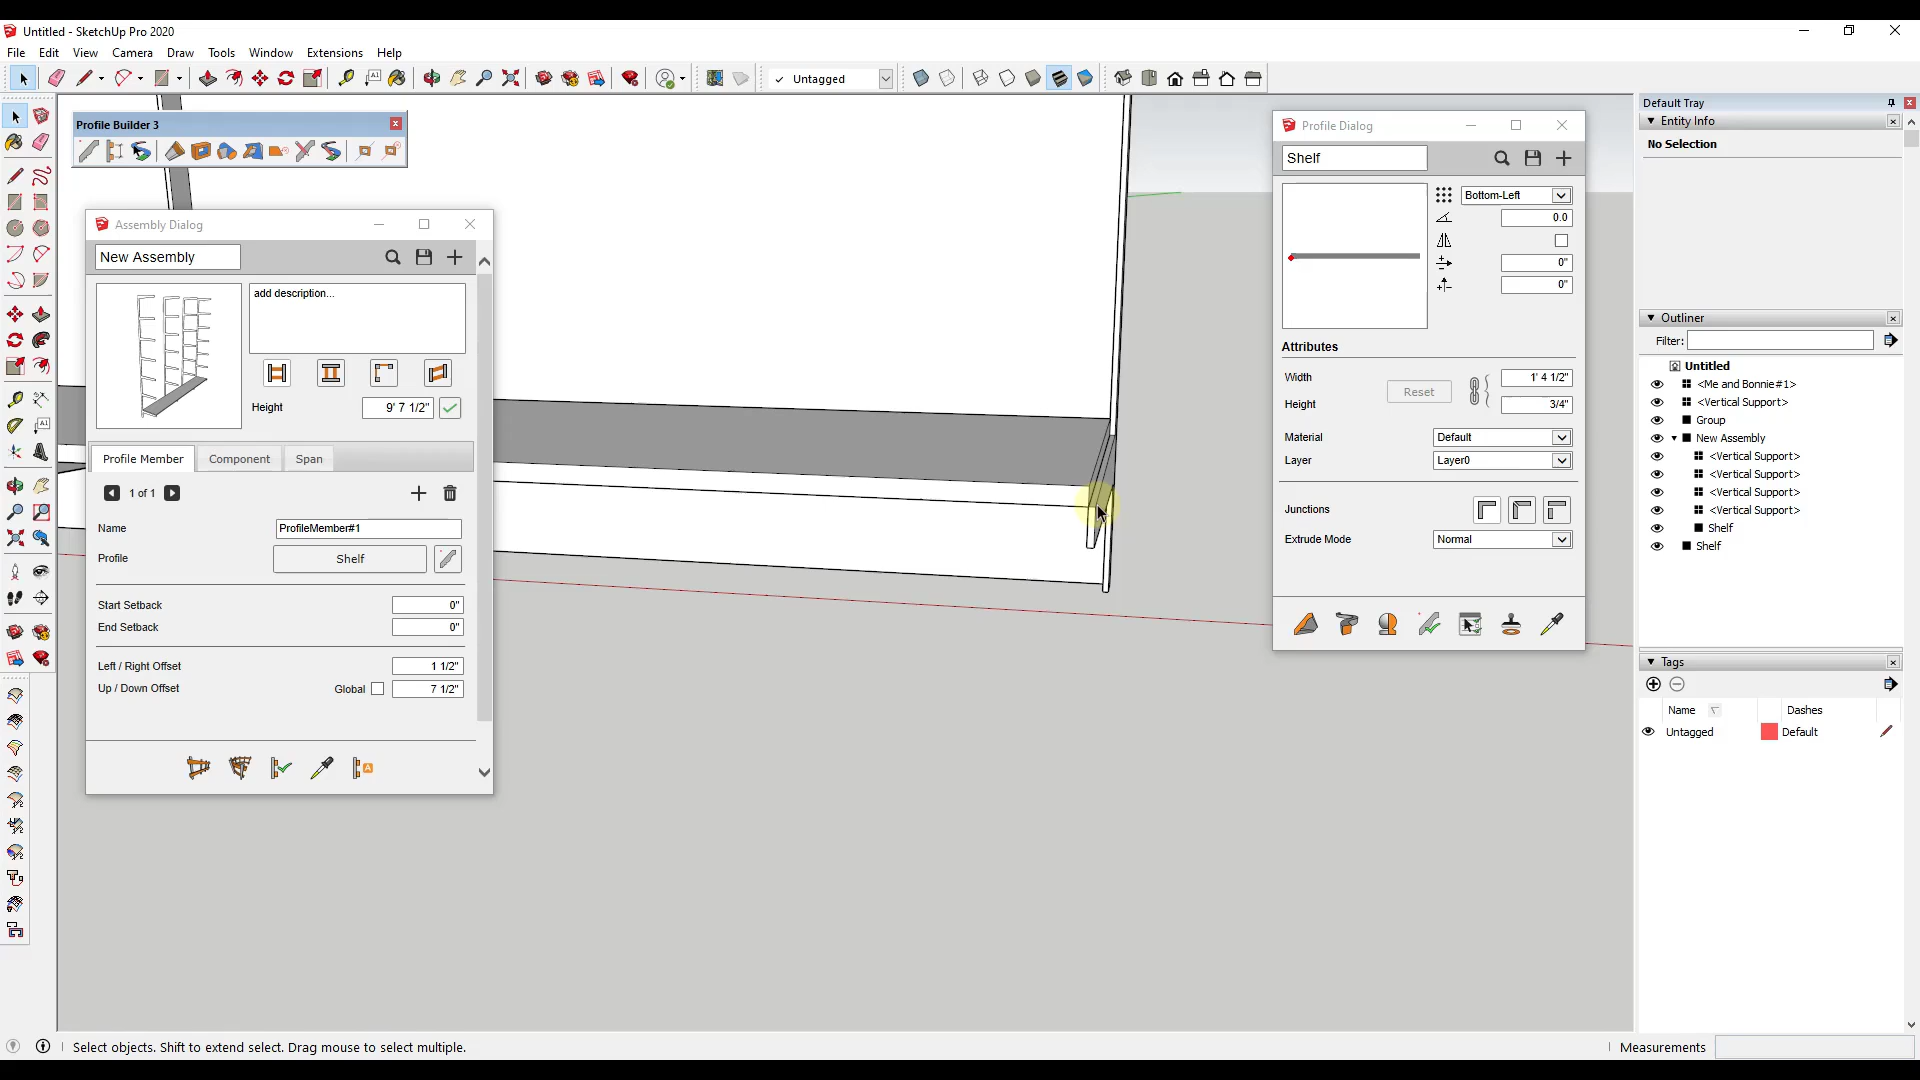 Untitled - SketchUp Pro 2020
File Edit View Camera Draw Tools Window Extensions Help
Untagged
Profile Builder 3
Assembly Dialog
New Assembly
add description...
Height 9' 7 1/2"
Profile Member Component Span
1 of 1
Name ProfileMember#1
Profile Shelf
Start Setback 0"
End Setback 0"
Left / Right Offset 1 1/2"
Up / Down Offset Global 7 1/2"
Profile Dialog
Shelf
Bottom-Left
0.0
0"
0"
Attributes
Width 1' 4 1/2"
Reset
Height 3/4"
Material Default
Layer Layer0
Junctions
Extrude Mode Normal
Default Tray
Entity Info
No Selection
Outliner
Filter:
Untitled
<Me and Bonnie#1>
<Vertical Support>
Group
New Assembly
<Vertical Support>
<Vertical Support>
<Vertical Support>
<Vertical Support>
Shelf
Shelf
Tags
Name Dashes
Untagged Default
Select objects. Shift to extend select. Drag mouse to select multiple.
Measurements